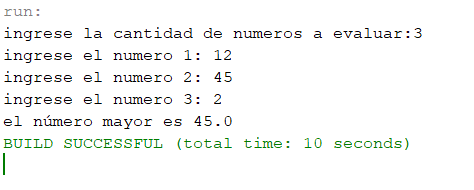 run:
ingrese la cantidad de numeros a evaluar:3
ingrese el numero 1: 12
ingrese el numero 2: 45
ingrese el numero 3: 2
el número mayor es 45.0
BUILD SUCCESSFUL (total time: 10 seconds)